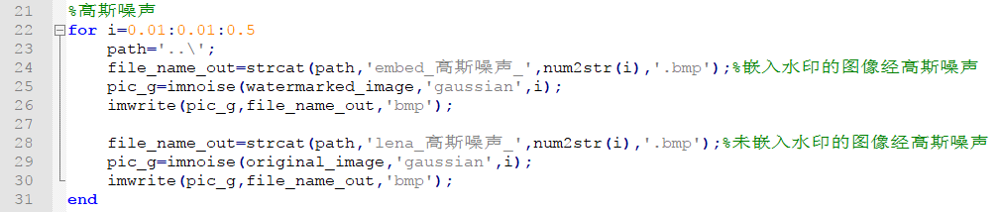 21 %高斯噪声
22 for i=0.01:0.01:0.5
23 path='..\';
24 file_name_out=strcat(path,'embed_高斯噪声_',num2str(i),'.bmp');%嵌入水印的图像经高斯噪声
25 pic_g=imnoise(watermarked_image,'gaussian',i);
26 imwrite(pic_g,file_name_out,'bmp');
27
28 file_name_out=strcat(path,'lena_高斯噪声_',num2str(i),'.bmp');%未嵌入水印的图像经高斯噪声
29 pic_g=imnoise(original_image,'gaussian',i);
30 imwrite(pic_g,file_name_out,'bmp');
31 end